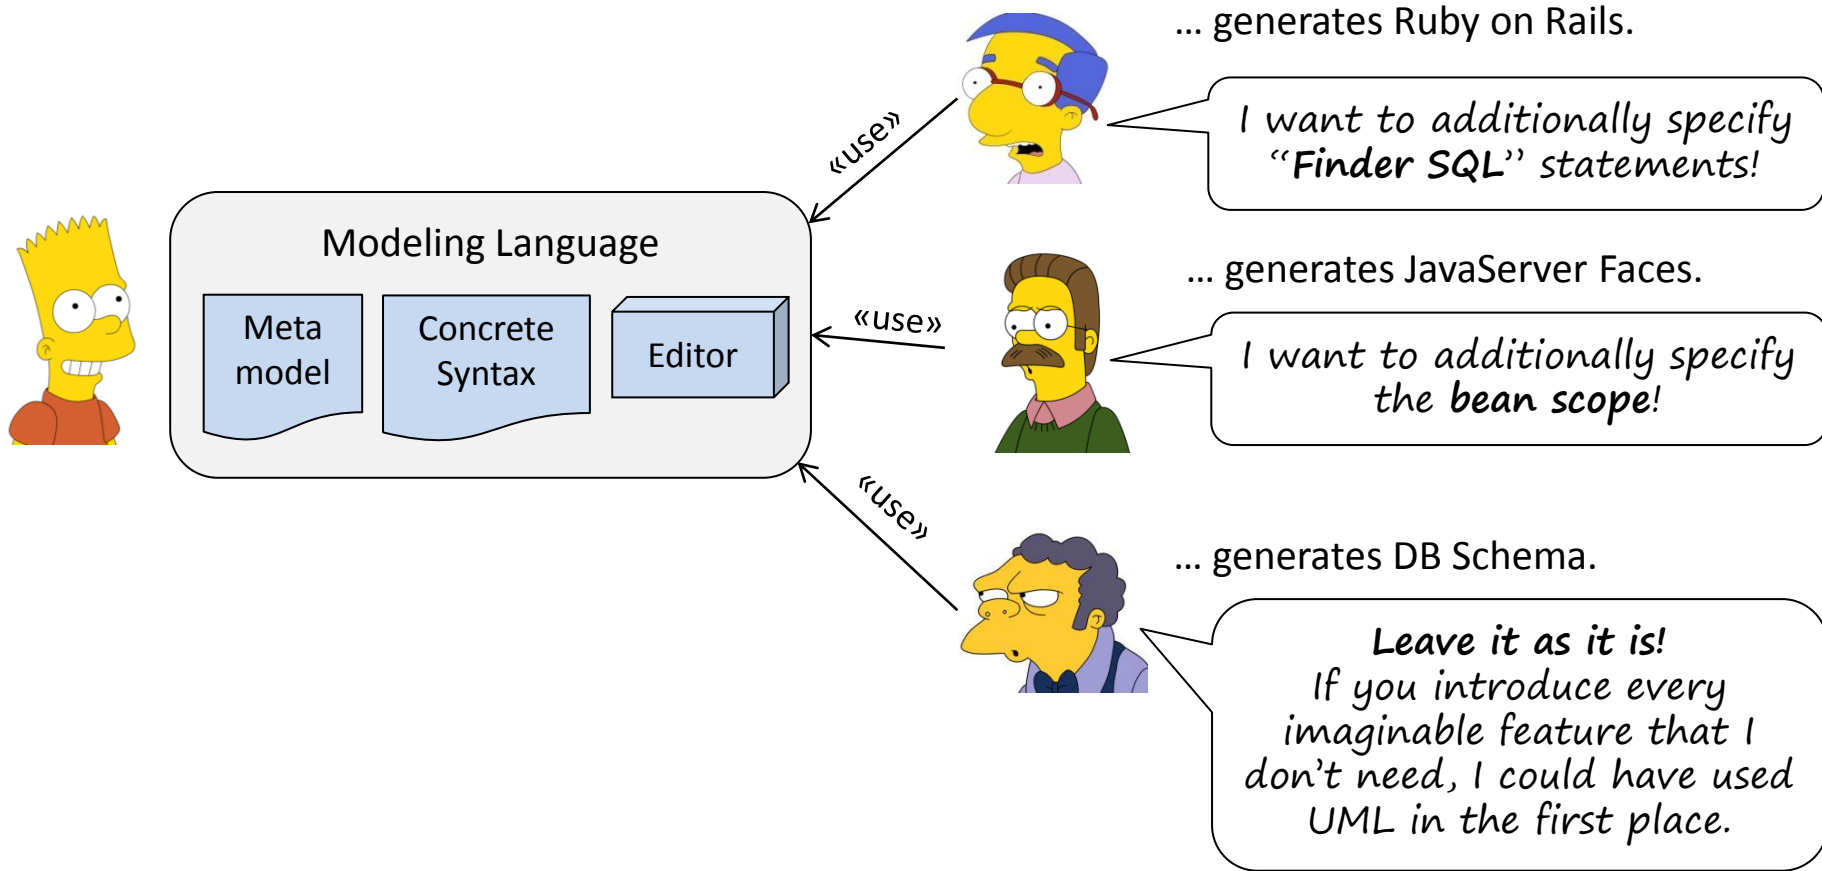 ... generates Ruby on Rails.
I want to additionally specify
“Finder SQL’’ statements!
«use»
Modeling Language
Meta
model
Concrete
Syntax
Editor
«use»
... generates JavaServer Faces.
I want to additionally specify
the bean scope!
«use»
... generates DB Schema.
Leave it as it is!
If you introduce every
imaginable feature that I
don’t need, I could have used
UML in the first place.